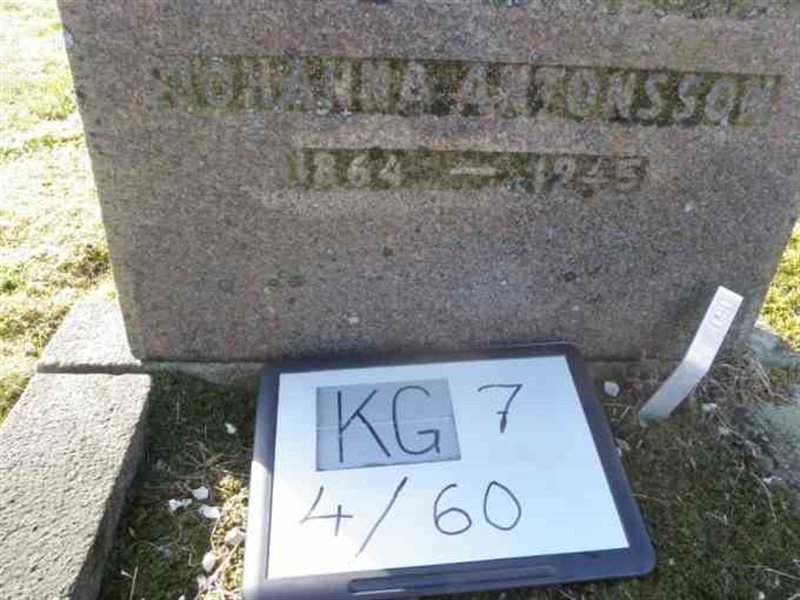 JOHANNA ANTONSSON
1864 — 1945
KG 7
4/60